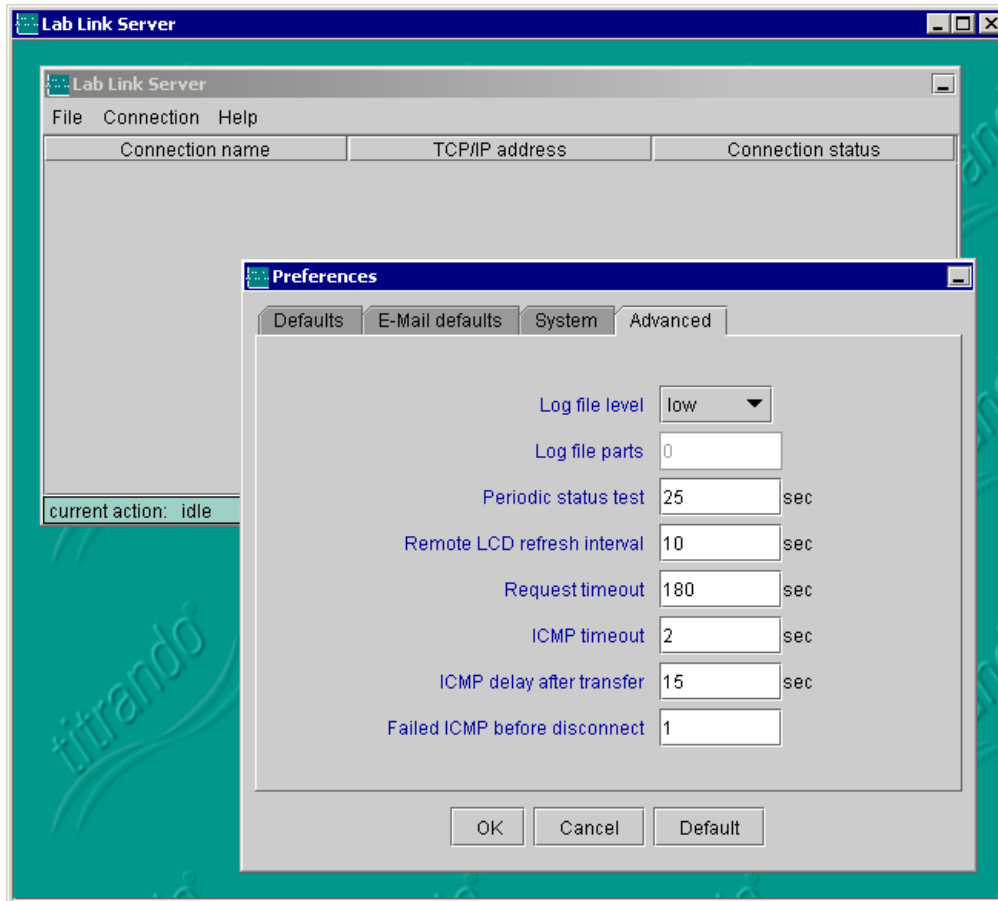 Lab Link Server
Lab Link Server
File Connection Help
Connection name TCP/IP address Connection status
Preferences
Defaults E-Mail defaults System Advanced
Log file level low
Log file parts 0
Periodic status test 25 sec
Remote LCD refresh interval 10 sec
Request timeout 180 sec
ICMP timeout 2 sec
ICMP delay after transfer 15 sec
Failed ICMP before disconnect 1
current action: idle
titrando
OK Cancel Default